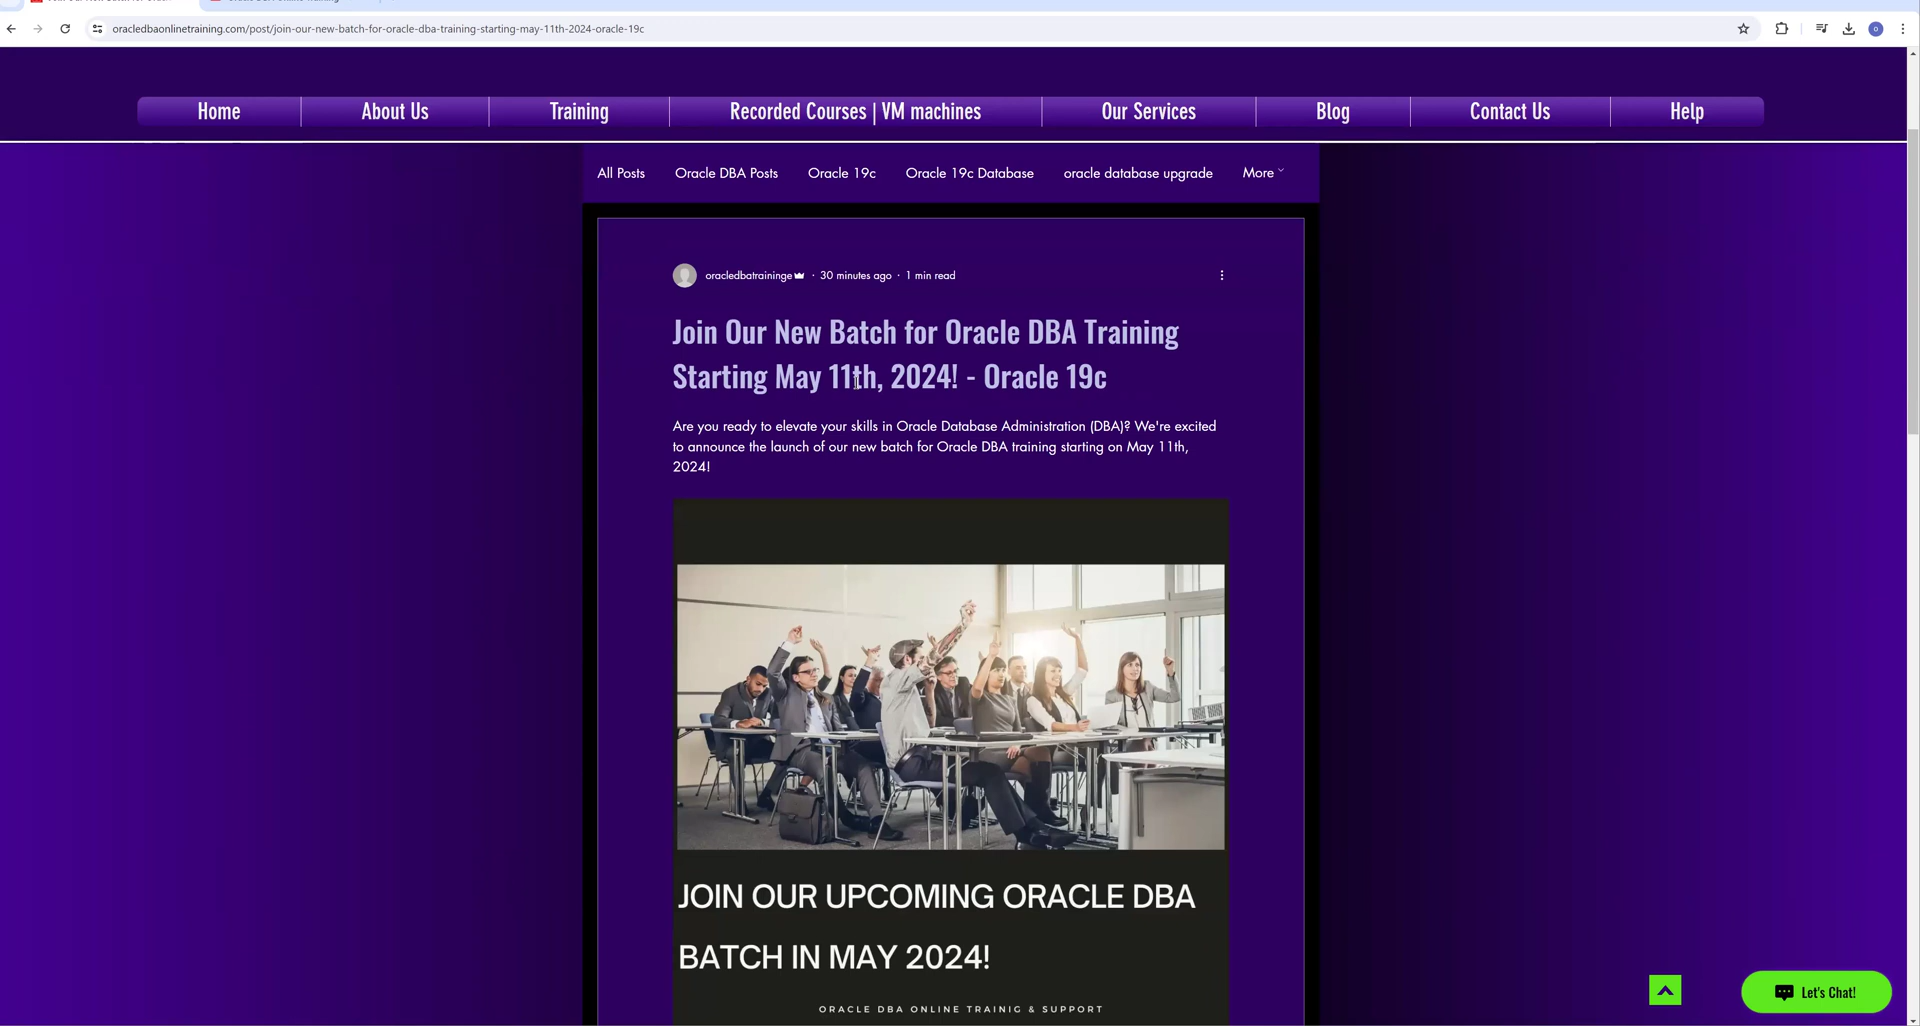 oracledbaonlinetraining.com/post/join-our-new-batch-for-oracle-dba-training-starting-may-11th-2024-oracle-19c
Home About Us Training Recorded Courses | VM machines Our Services Blog Contact Us Help
All Posts Oracle DBA Posts Oracle 19c Oracle 19c Database oracle database upgrade More
oracledbatraininge · 30 minutes ago · 1 min read
Join Our New Batch for Oracle DBA Training
Starting May 11th, 2024! - Oracle 19c
Are you ready to elevate your skills in Oracle Database Administration (DBA)? We're excited
to announce the launch of our new batch for Oracle DBA training starting on May 11th,
2024!
JOIN OUR UPCOMING ORACLE DBA
BATCH IN MAY 2024!
ORACLE DBA ONLINE TRAINIG & SUPPORT
Let's Chat!